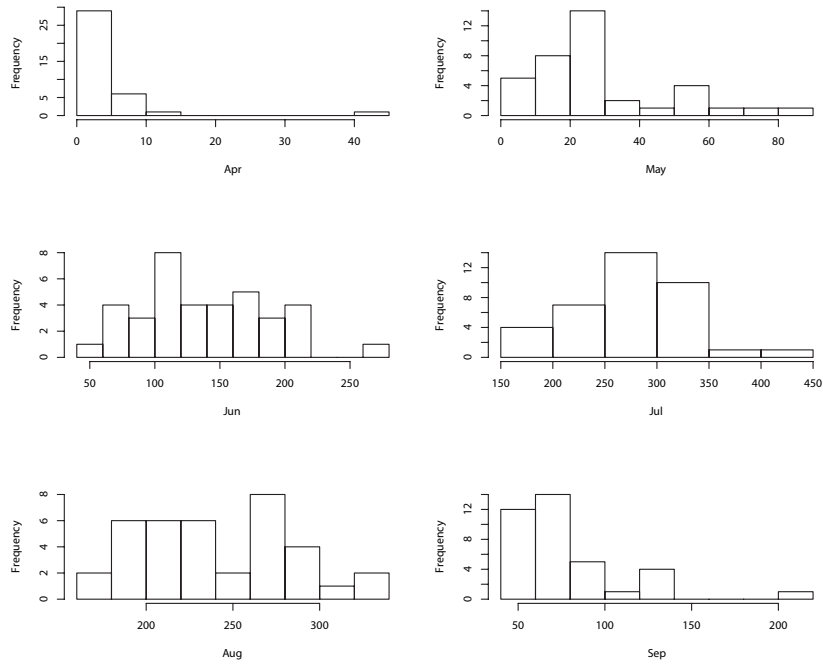 Frequency
0 5 15 25
0 10 20 30 40
Apr
Frequency
0 4 8 12
0 20 40 60 80
May
Frequency
0 2 4 6 8
50 100 150 200 250
Jun
Frequency
0 4 8 12
150 200 250 300 350 400 450
Jul
Frequency
0 2 4 6 8
200 250 300
Aug
Frequency
0 4 8 12
50 100 150 200
Sep